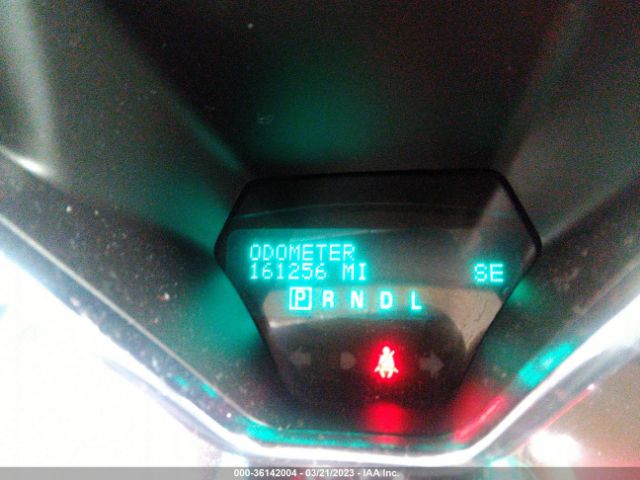 ODOMETER
161256 MI SE
P R N D L
000-36142004 - 03/21/2023 - IAA Inc.